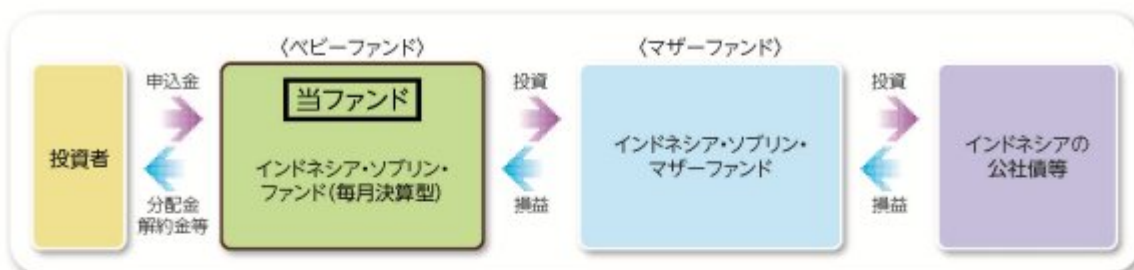 〈ベビーファンド〉
〈マザーファンド〉
投資者
申込金
分配金
解約金等
当ファンド
インドネシア・ソブリン・
ファンド(毎月決算型)
投資
損益
インドネシア・ソブリン・
マザーファンド
投資
損益
インドネシアの
公社債等